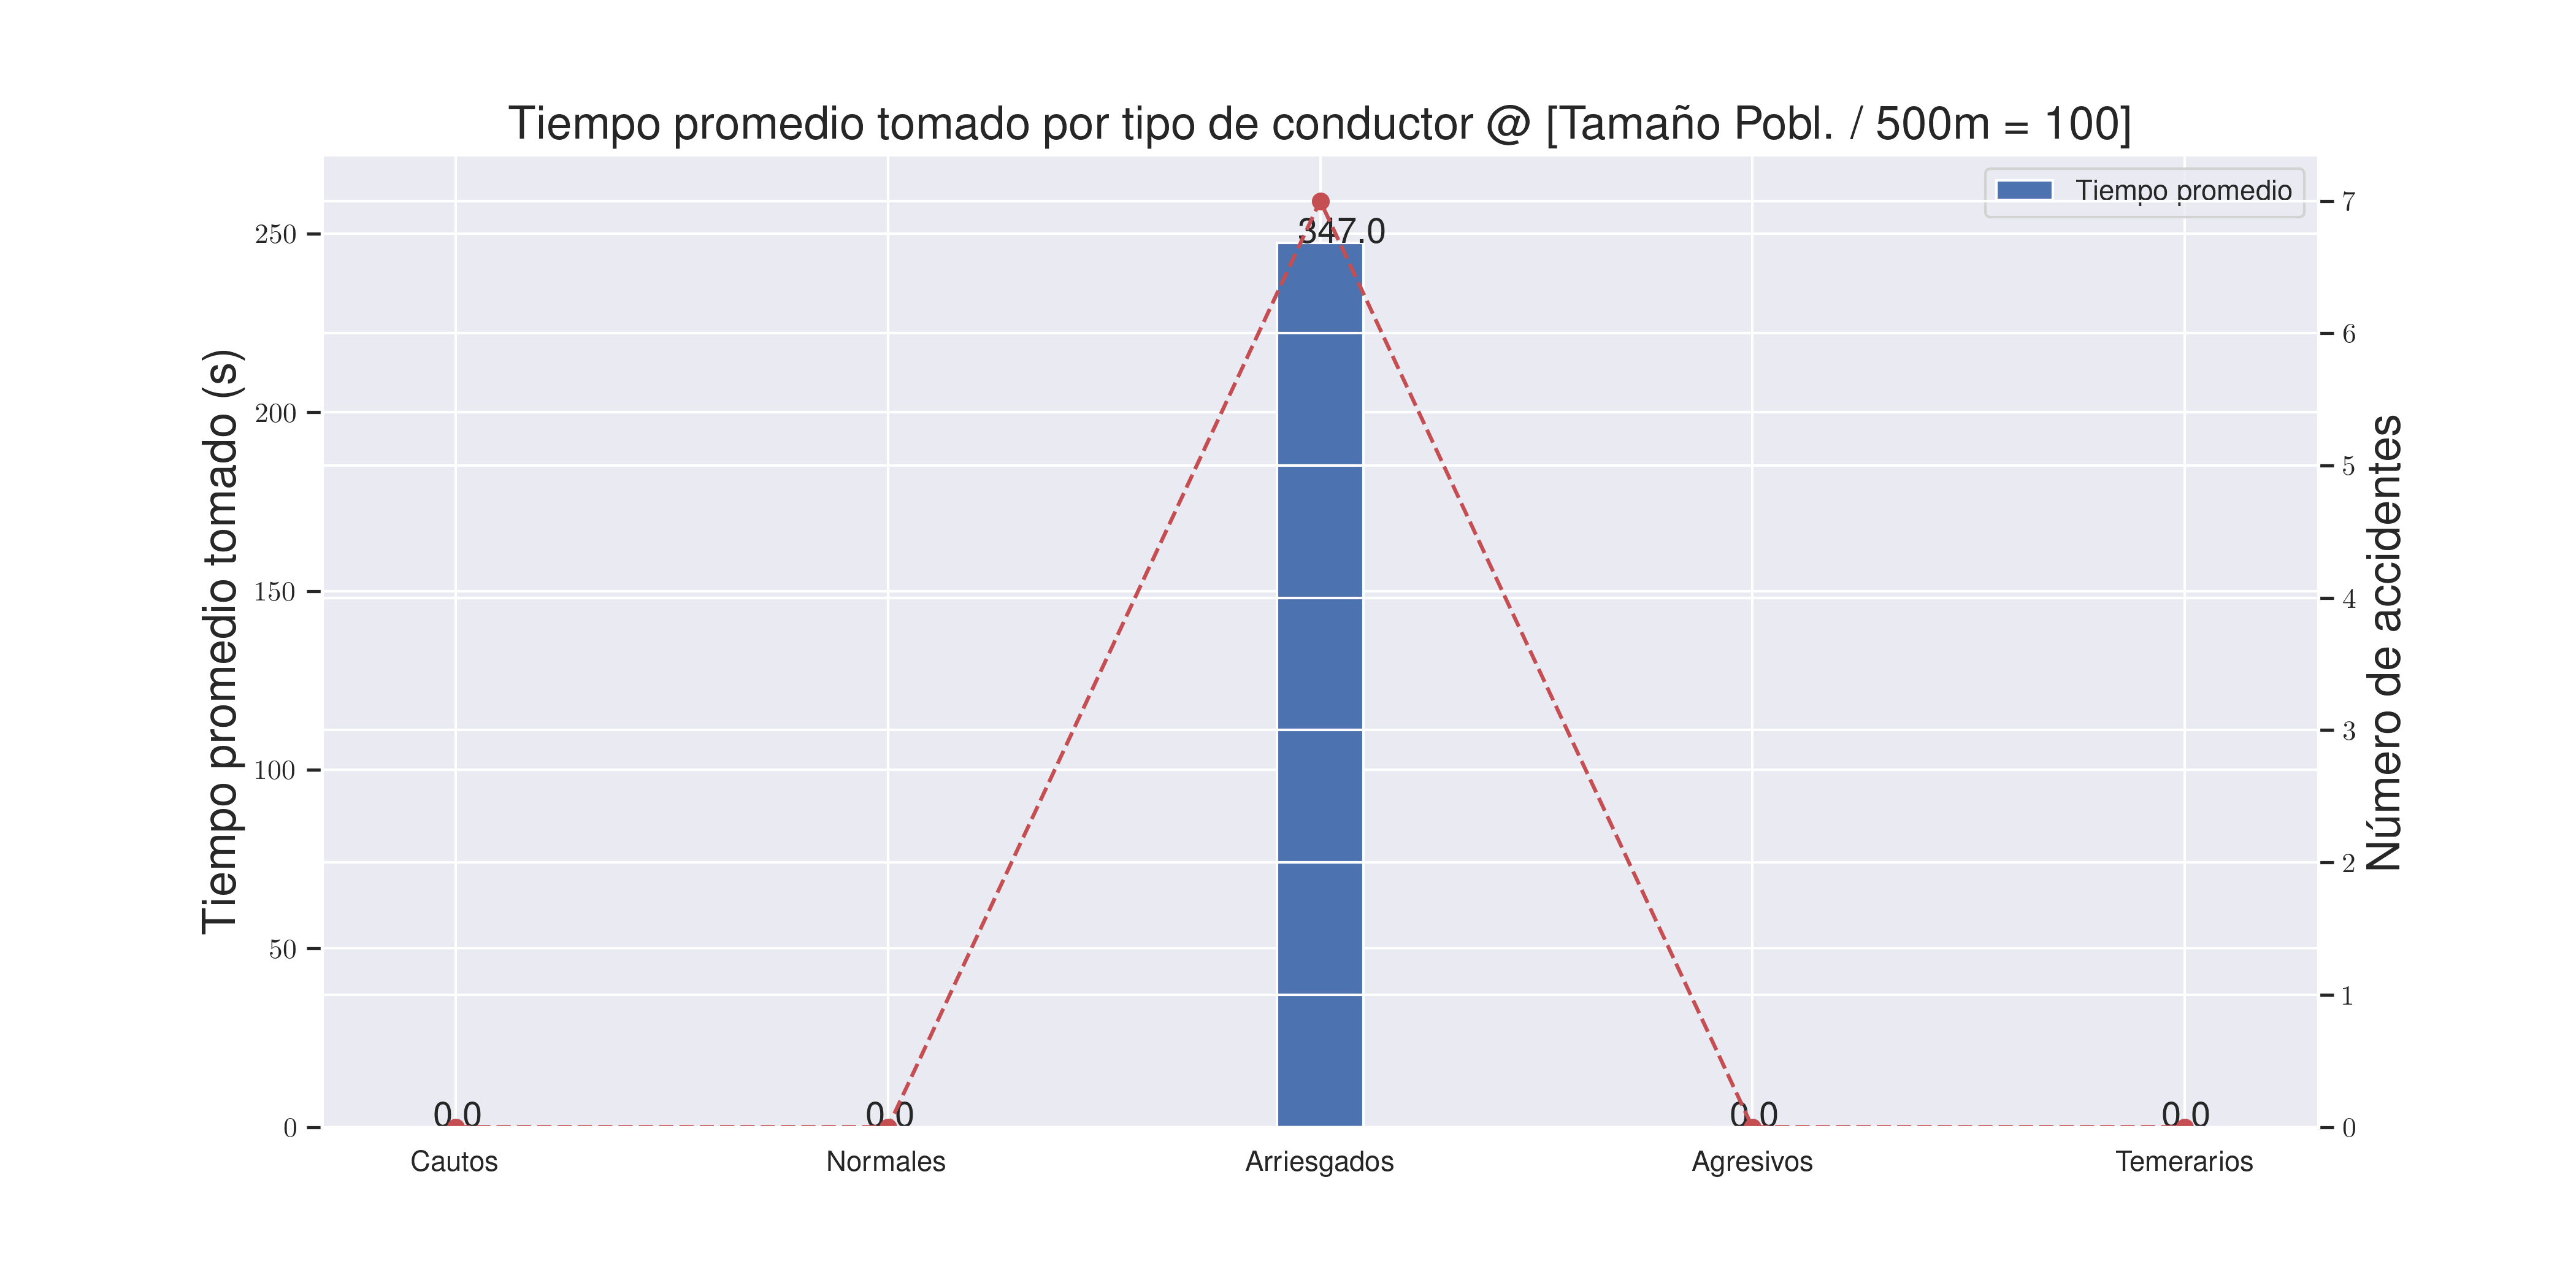 Tiempo promedio tomado por tipo de conductor @ [Tamaño Pobl. / 500m = 100]
Tiempo promedio
Tiempo promedio tomado (s)
250
200
150
100
50
0
347.0
0.0
0.0
0.0
0.0
7
6
5
4
3
2
1
0
Número de accidentes
Cautos
Normales
Arriesgados
Agresivos
Temerarios